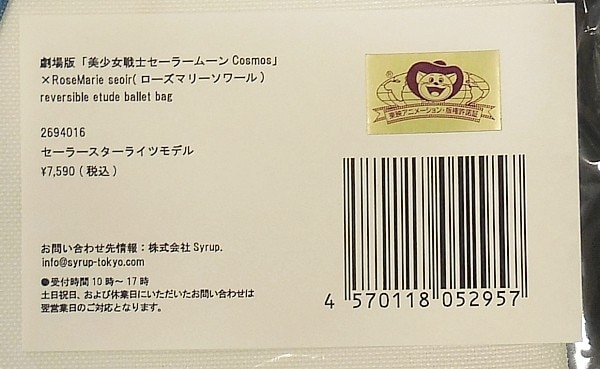 劇場版「美少女戦士セーラームーン Cosmos」
×RoseMarie seoir(ローズマリーソワール)
reversible etude ballet bag
2694016
セーラースターライツモデル
¥7,590(税込)
お問い合わせ先情報：株式会社 Syrup.
info@syrup-tokyo.com
●受付時間 10 時～ 17 時
土日祝日、および休業日にいただいたお問い合わせは
翌営業日のご対応となります。
東映アニメーション・版権許諾証
4 570118 052957